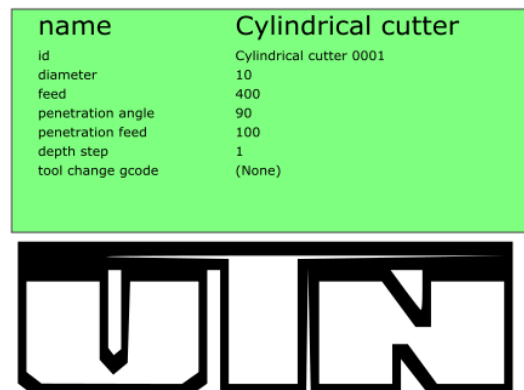 name Cylindrical cutter
id Cylindrical cutter 0001
diameter 10
feed 400
penetration angle 90
penetration feed 100
depth step 1
tool change gcode (None)
UIN